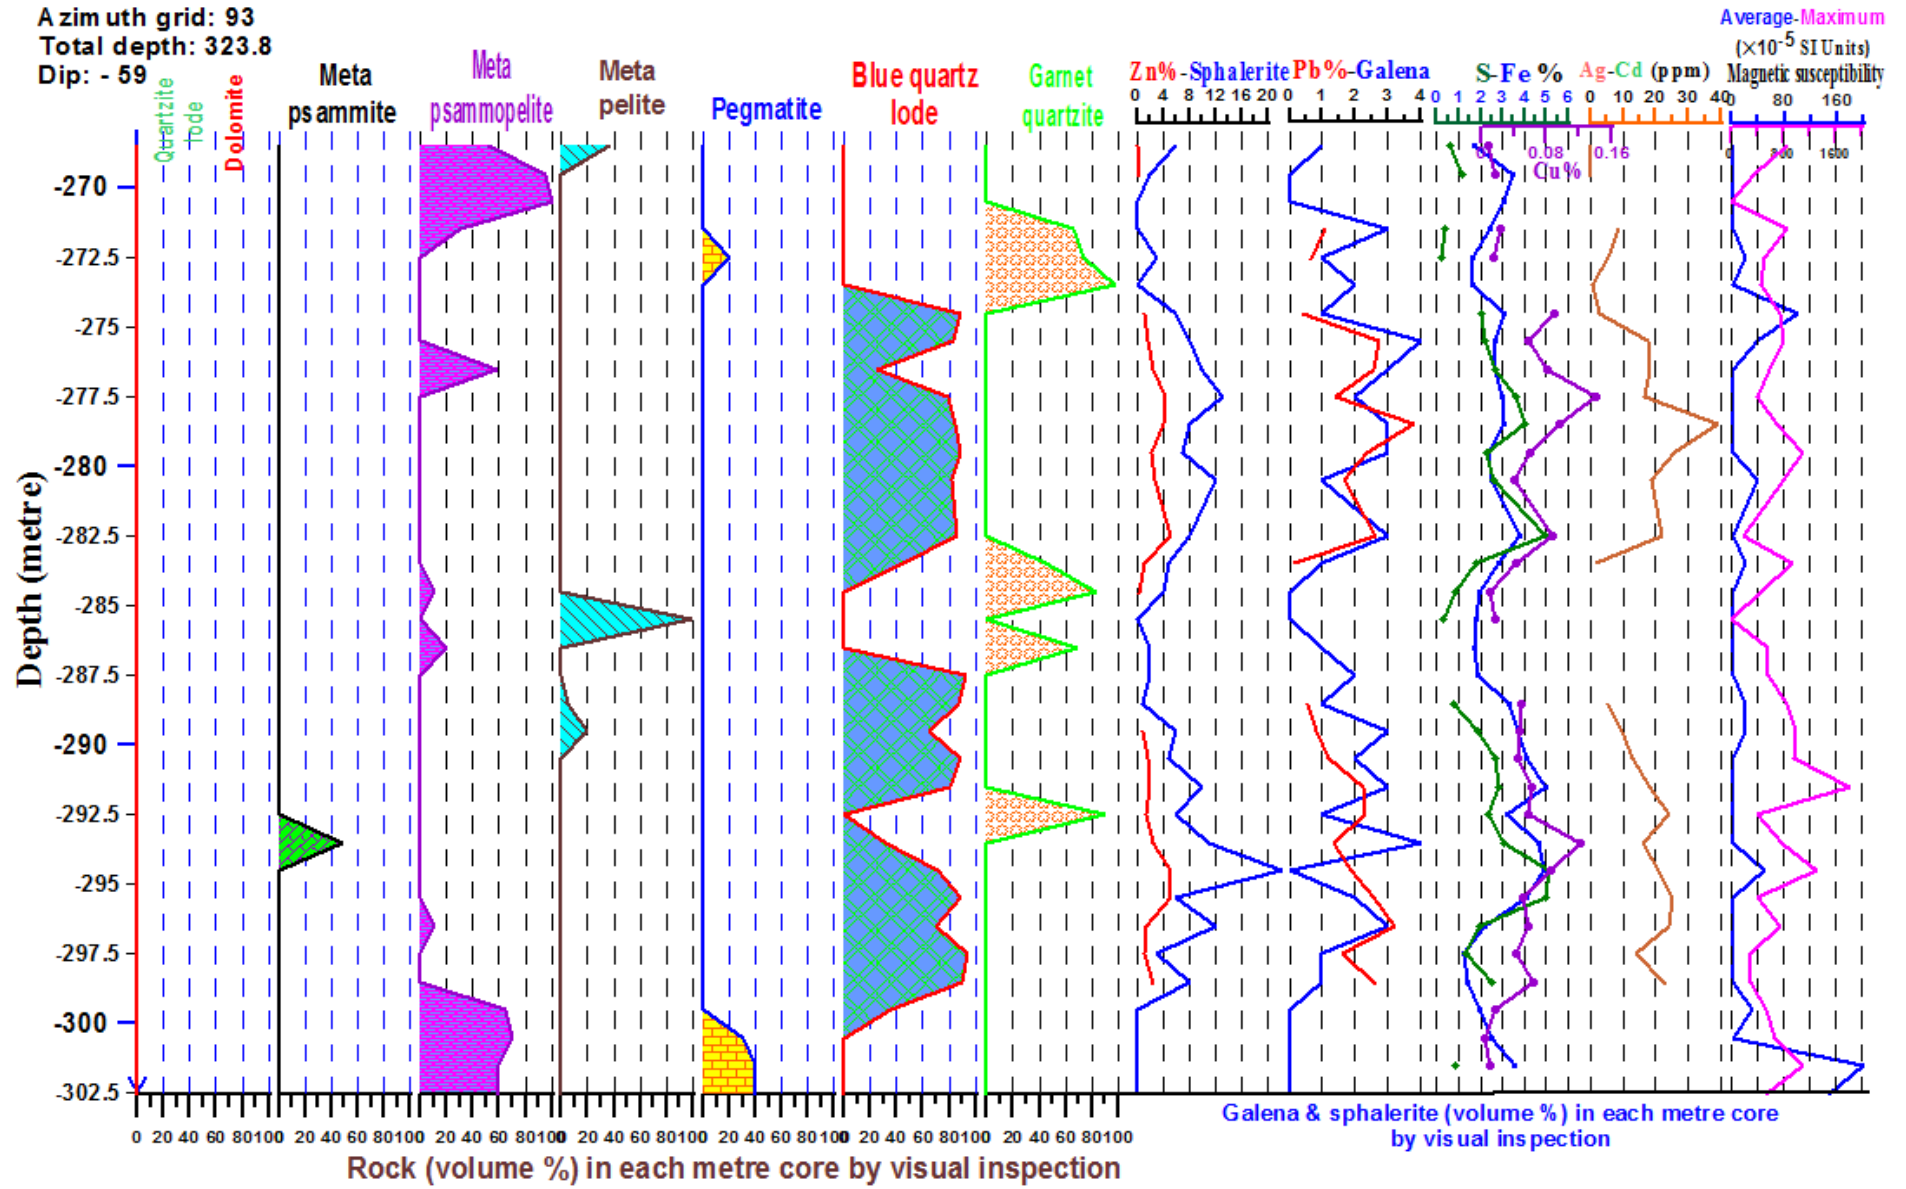 Azimuth grid: 93
Total depth: 323.8
Dip: - 59
Quartzite
lode
Dolomite
Meta
psammite
Meta
psammopelite
Meta
pelite
Pegmatite
Blue quartz
lode
Garnet
quartzite
Zn%-Sphalerite
0 4 8 12 16 20
Pb%-Galena
0 1 2 3 4
S-Fe %
0 1 2 3 4 5 6
0.08 0.16
Cu%
Ag-Cd (ppm)
0 10 20 30 40
Average-Maximum
(×10-5 SI Units)
Magnetic susceptibility
0 80 160
0 800 1600
Depth (metre)
-270
-272.5
-275
-277.5
-280
-282.5
-285
-287.5
-290
-292.5
-295
-297.5
-300
-302.5
0 20 40 60 80 100
0 20 40 60 80 100
0 20 40 60 80 100
0 20 40 60 80 100
0 20 40 60 80 100
0 20 40 60 80 100
0 20 40 60 80 100
Rock (volume %) in each metre core by visual inspection
Galena & sphalerite (volume %) in each metre core
by visual inspection